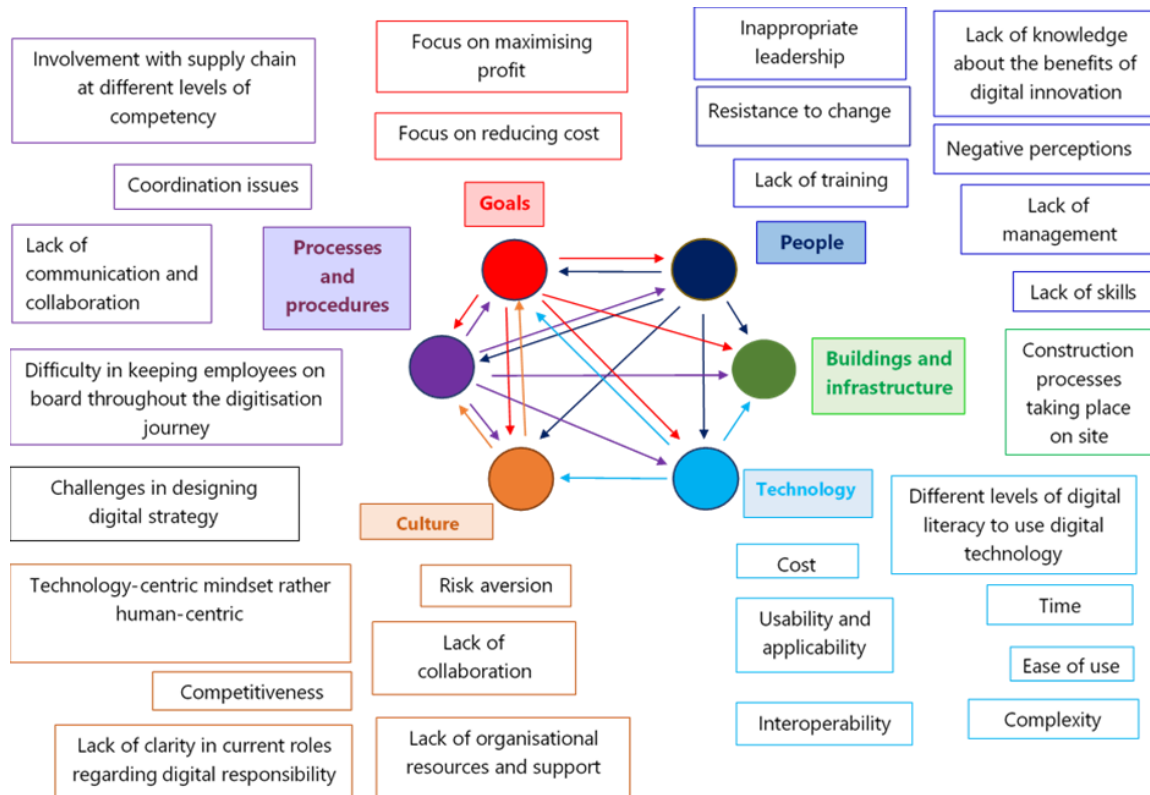 Involvement with supply chain
at different levels of
competency
Focus on maximising
profit
Inappropriate
leadership
Lack of knowledge
about the benefits of
digital innovation
Focus on reducing cost
Resistance to change
Negative perceptions
Coordination issues
Lack of training
Goals
Lack of
management
Lack of
communication and
collaboration
Processes
and
procedures
People
Lack of skills
Difficulty in keeping employees on
board throughout the digitisation
journey
Buildings and
infrastructure
Construction
processes
taking place
on site
Challenges in designing
digital strategy
Culture
Technology
Different levels of digital
literacy to use digital
technology
Technology-centric mindset rather
human-centric
Risk aversion
Cost
Time
Lack of
collaboration
Usability and
applicability
Ease of use
Competitiveness
Interoperability
Complexity
Lack of clarity in current roles
regarding digital responsibility
Lack of organisational
resources and support